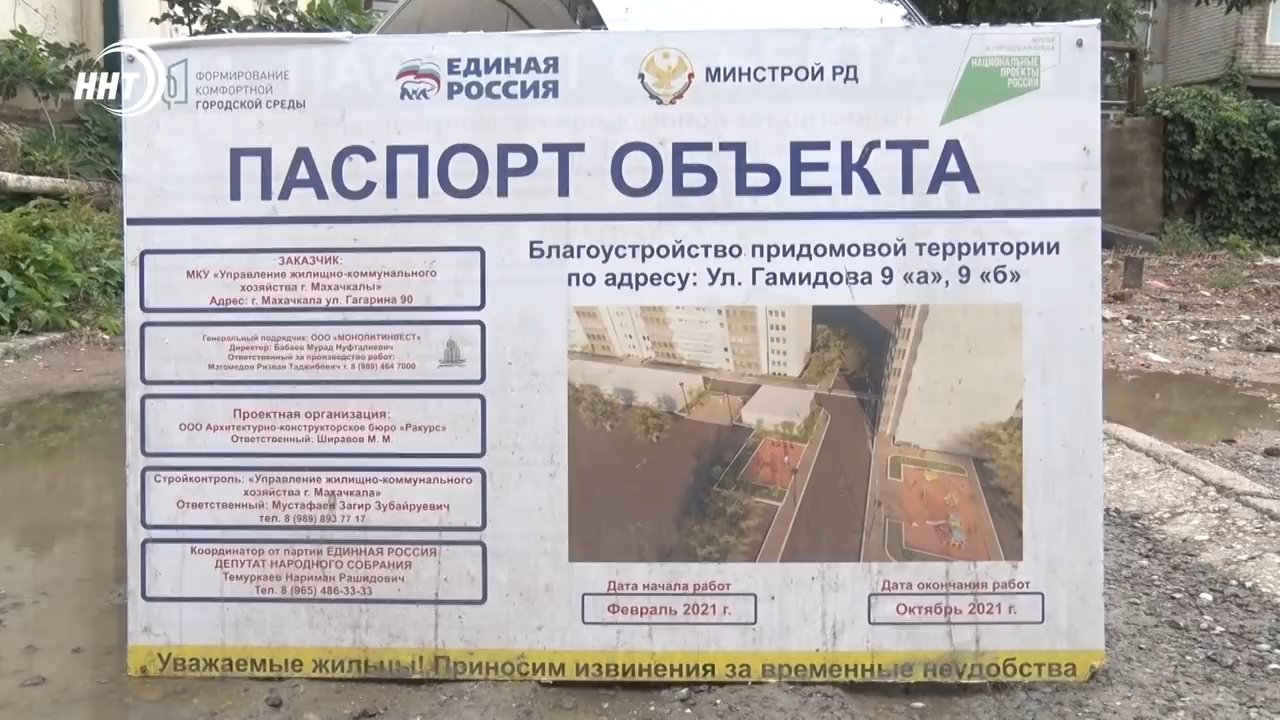 ННТ
ФОРМИРОВАНИЕ
КОМФОРТНОЙ
ГОРОДСКОЙ СРЕДЫ
ЕДИНАЯ
РОССИЯ
МИНСТРОЙ РД
НАЦИОНАЛЬНЫЕ
ПРОЕКТЫ
РОССИИ
ПАСПОРТ ОБЪЕКТА
ЗАКАЗЧИК:
МКУ «Управление жилищно-коммунального
хозяйства г. Махачкалы»
Адрес: г. Махачкала ул. Гагарина 90
Генеральный подрядчик: ООО «МОНОЛИТИНВЕСТ»
Директор: Бабаев Мурад Нуфталиевич
Ответственный за производство работ:
Магомедов Ризван Таджибович т. 8 (989) 464 7000
Проектная организация:
ООО Архитектурно-конструкторское бюро «Ракурс»
Ответственный: Ширавов М. М.
Стройконтроль: «Управление жилищно-коммунального
хозяйства г. Махачкала»
Ответственный: Мустафаев Загир Зубайруевич
тел. 8 (989) 893 77 17
Координатор от партии ЕДИННАЯ РОССИЯ
ДЕПУТАТ НАРОДНОГО СОБРАНИЯ
Темуркаев Нариман Рашидович
Тел. 8 (965) 486-33-33
Благоустройство придомовой территории
по адресу: Ул. Гамидова 9 «а», 9 «б»
Дата начала работ
Февраль 2021 г.
Дата окончания работ
Октябрь 2021 г.
Уважаемые жильцы! Приносим извинения за временные неудобства